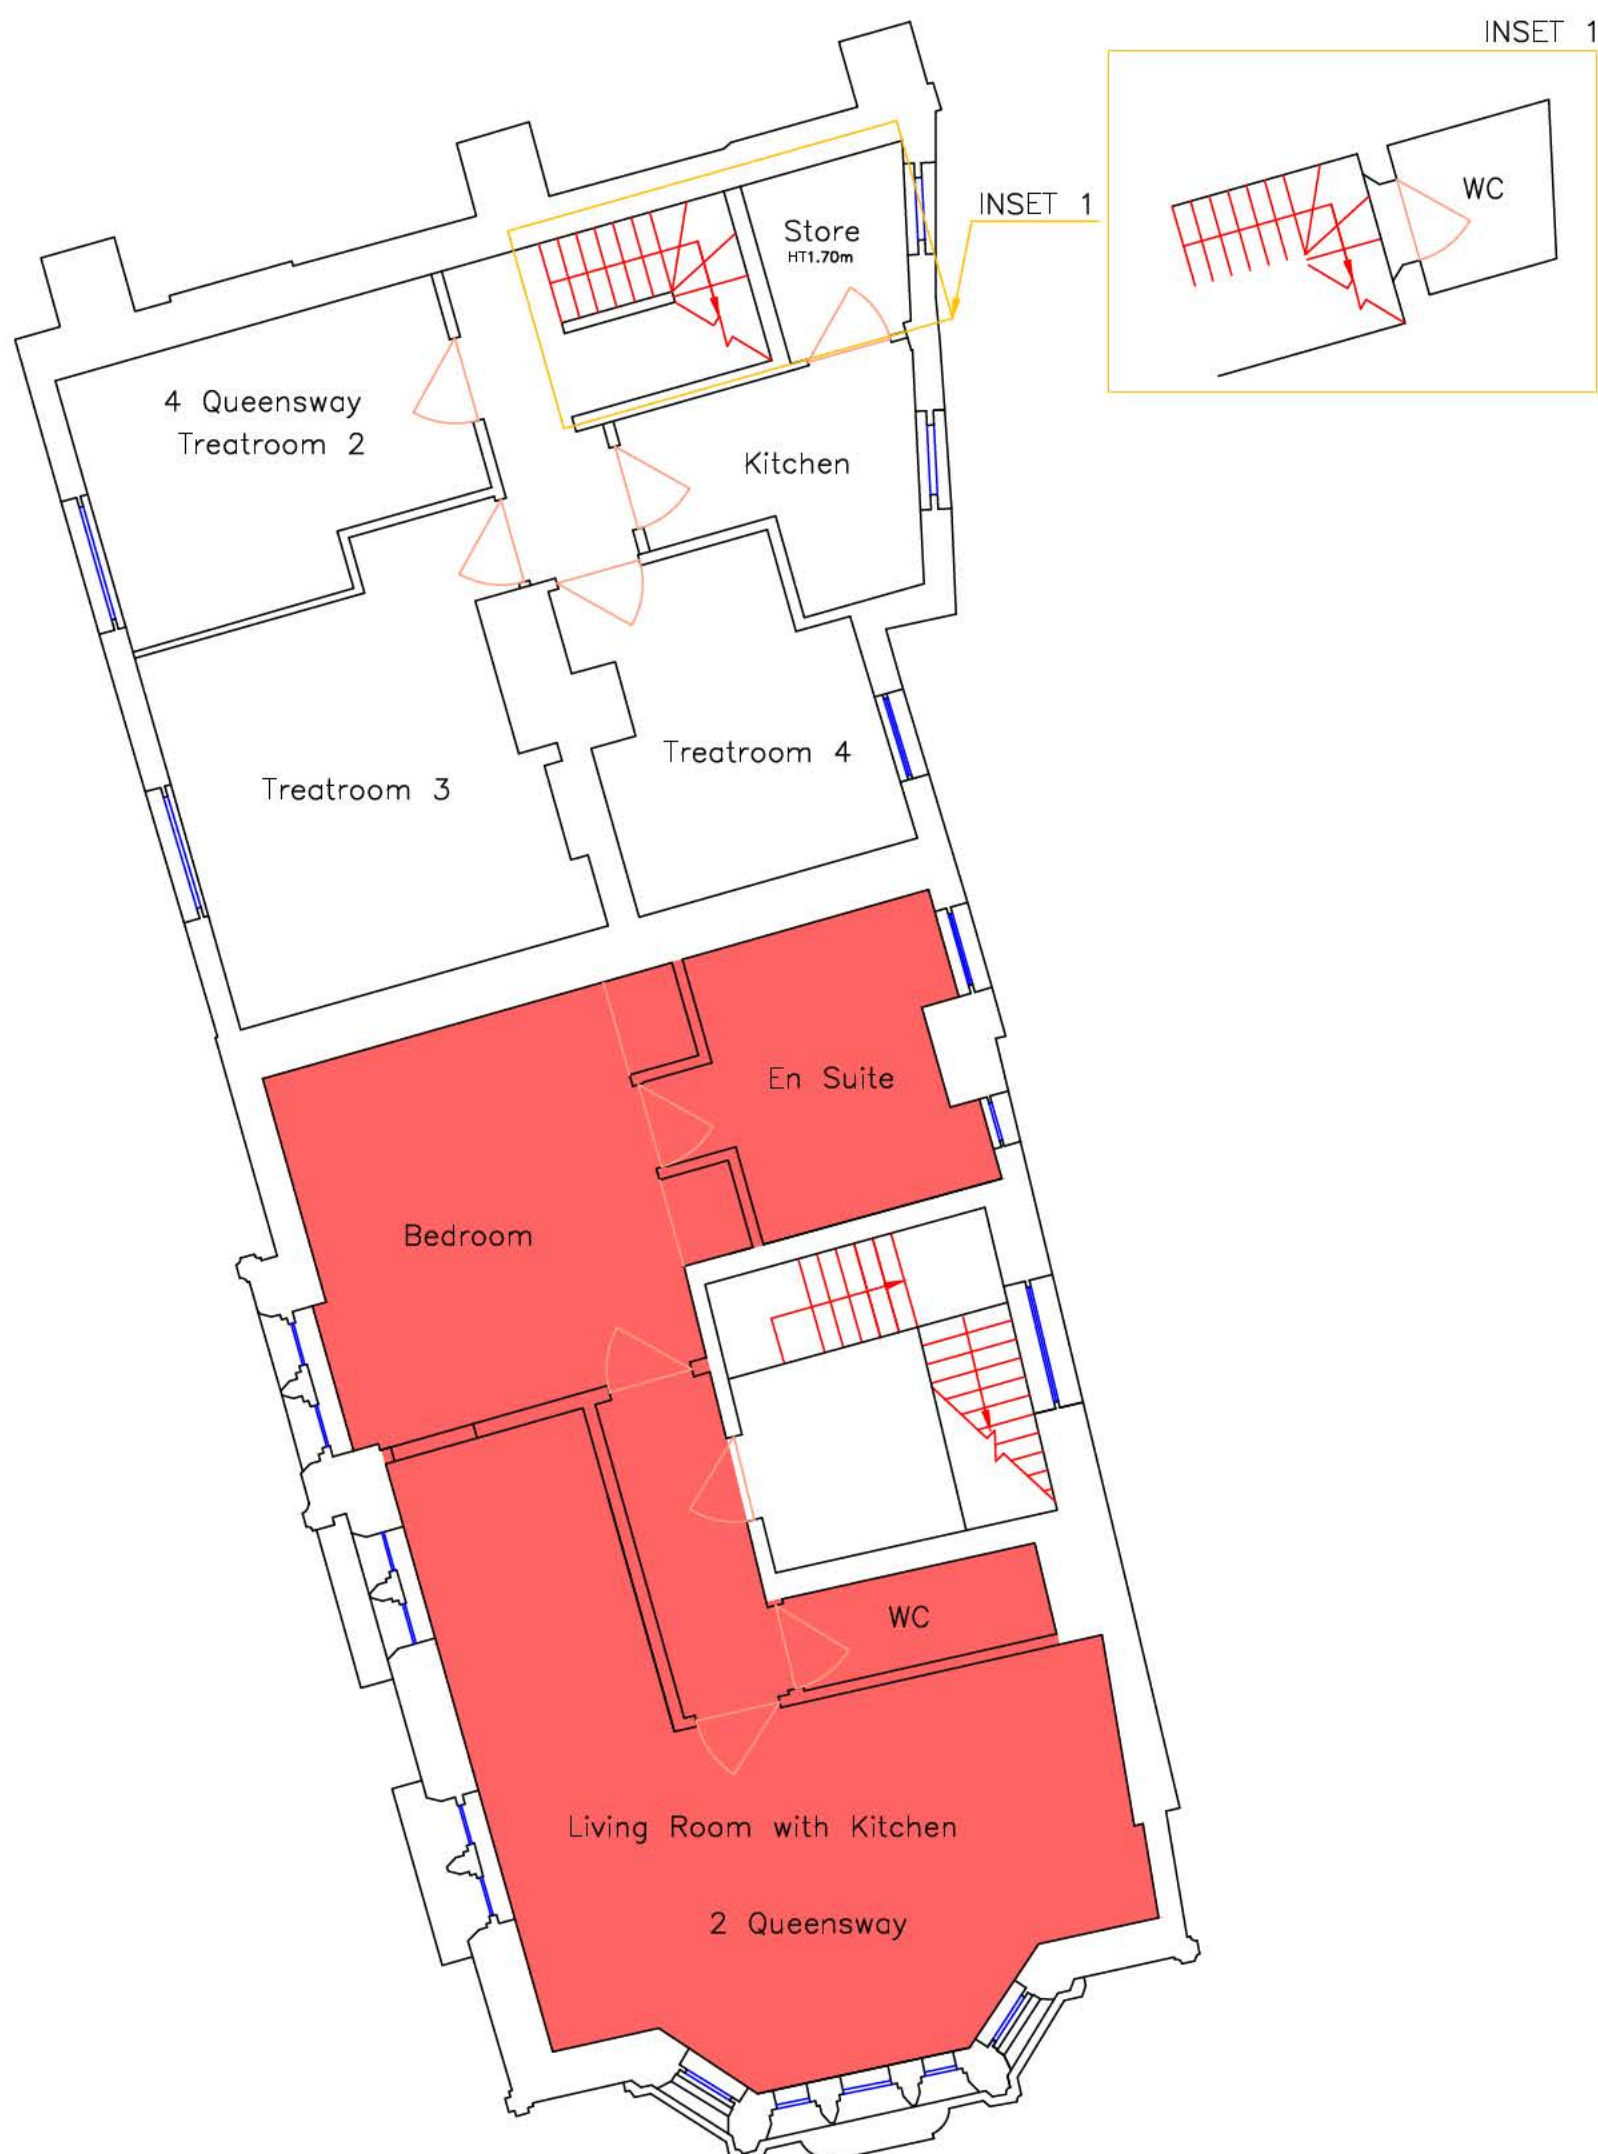 INSET 1
WC
INSET 1
Store
HT1.70m
4 Queensway
Treatroom 2
Kitchen
Treatroom 4
Treatroom 3
En Suite
Bedroom
WC
Living Room with Kitchen
2 Queensway